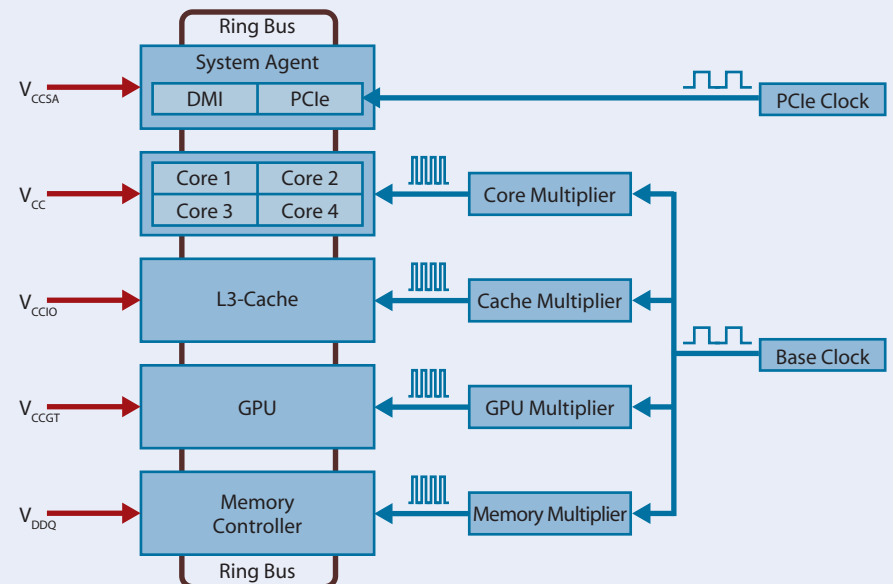 Ring Bus
System Agent
DMI
PCIe
VCCSA
PCIe Clock
Core 1
Core 2
Core 3
Core 4
VCC
Core Multiplier
L3-Cache
VCCIO
Cache Multiplier
Base Clock
GPU
VCCGT
GPU Multiplier
Memory
Controller
VDDQ
Memory Multiplier
Ring Bus